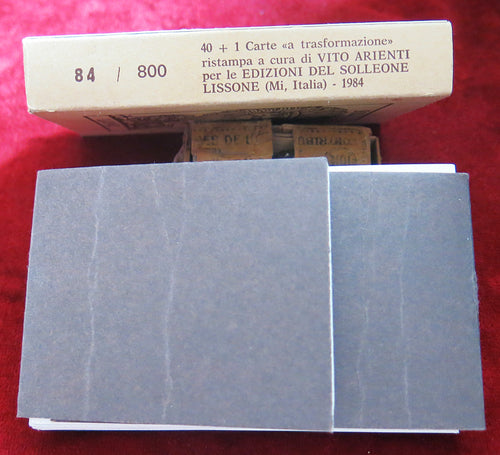 84 / 800
40 + 1 Carte «a trasformazione»
ristampa a cura di VITO ARIENTI
per le EDIZIONI DEL SOLLEONE
LISSONE (Mi, Italia) - 1984